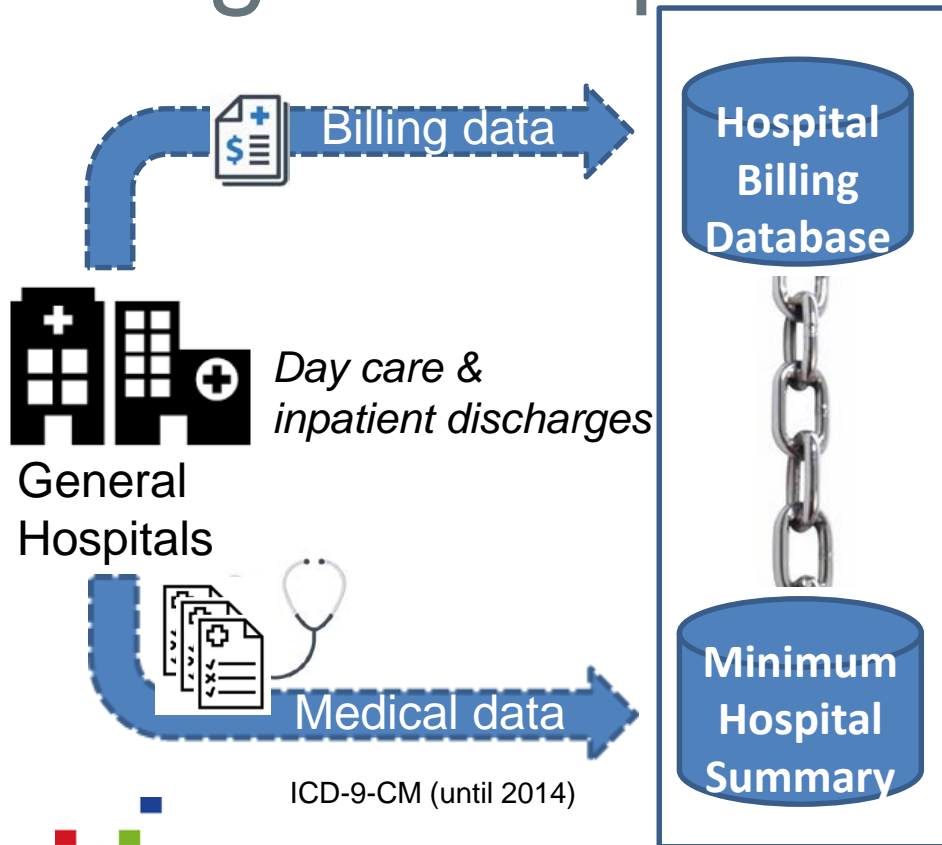 Billing data
Hospital
Billing
Database
Day care &
inpatient discharges
General
Hospitals
Medical data
Minimum
Hospital
Summary
ICD-9-CM (until 2014)